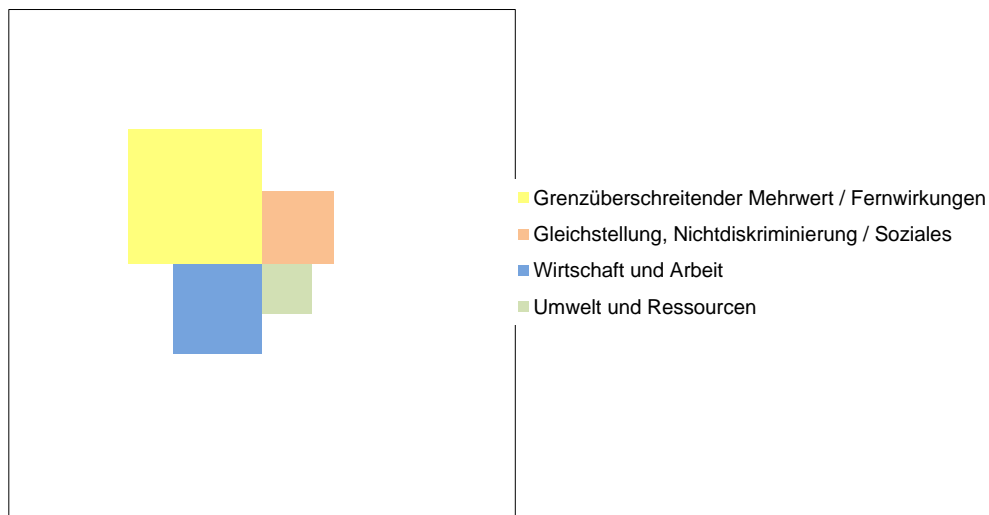 Grenzüberschreitender Mehrwert / Fernwirkungen
Gleichstellung, Nichtdiskriminierung / Soziales
Wirtschaft und Arbeit
Umwelt und Ressourcen